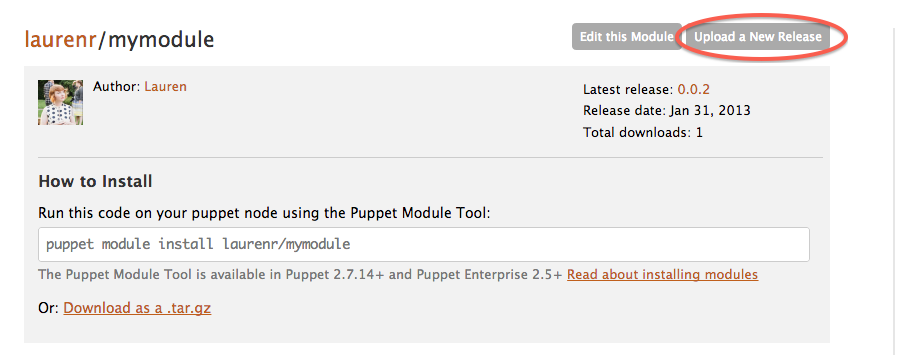 laurenr/mymodule
Edit this Module
Upload a New Release
Author: Lauren
Latest release: 0.0.2
Release date: Jan 31, 2013
Total downloads: 1
How to Install
Run this code on your puppet node using the Puppet Module Tool:
puppet module install laurenr/mymodule
The Puppet Module Tool is available in Puppet 2.7.14+ and Puppet Enterprise 2.5+ Read about installing modules
Or: Download as a .tar.gz